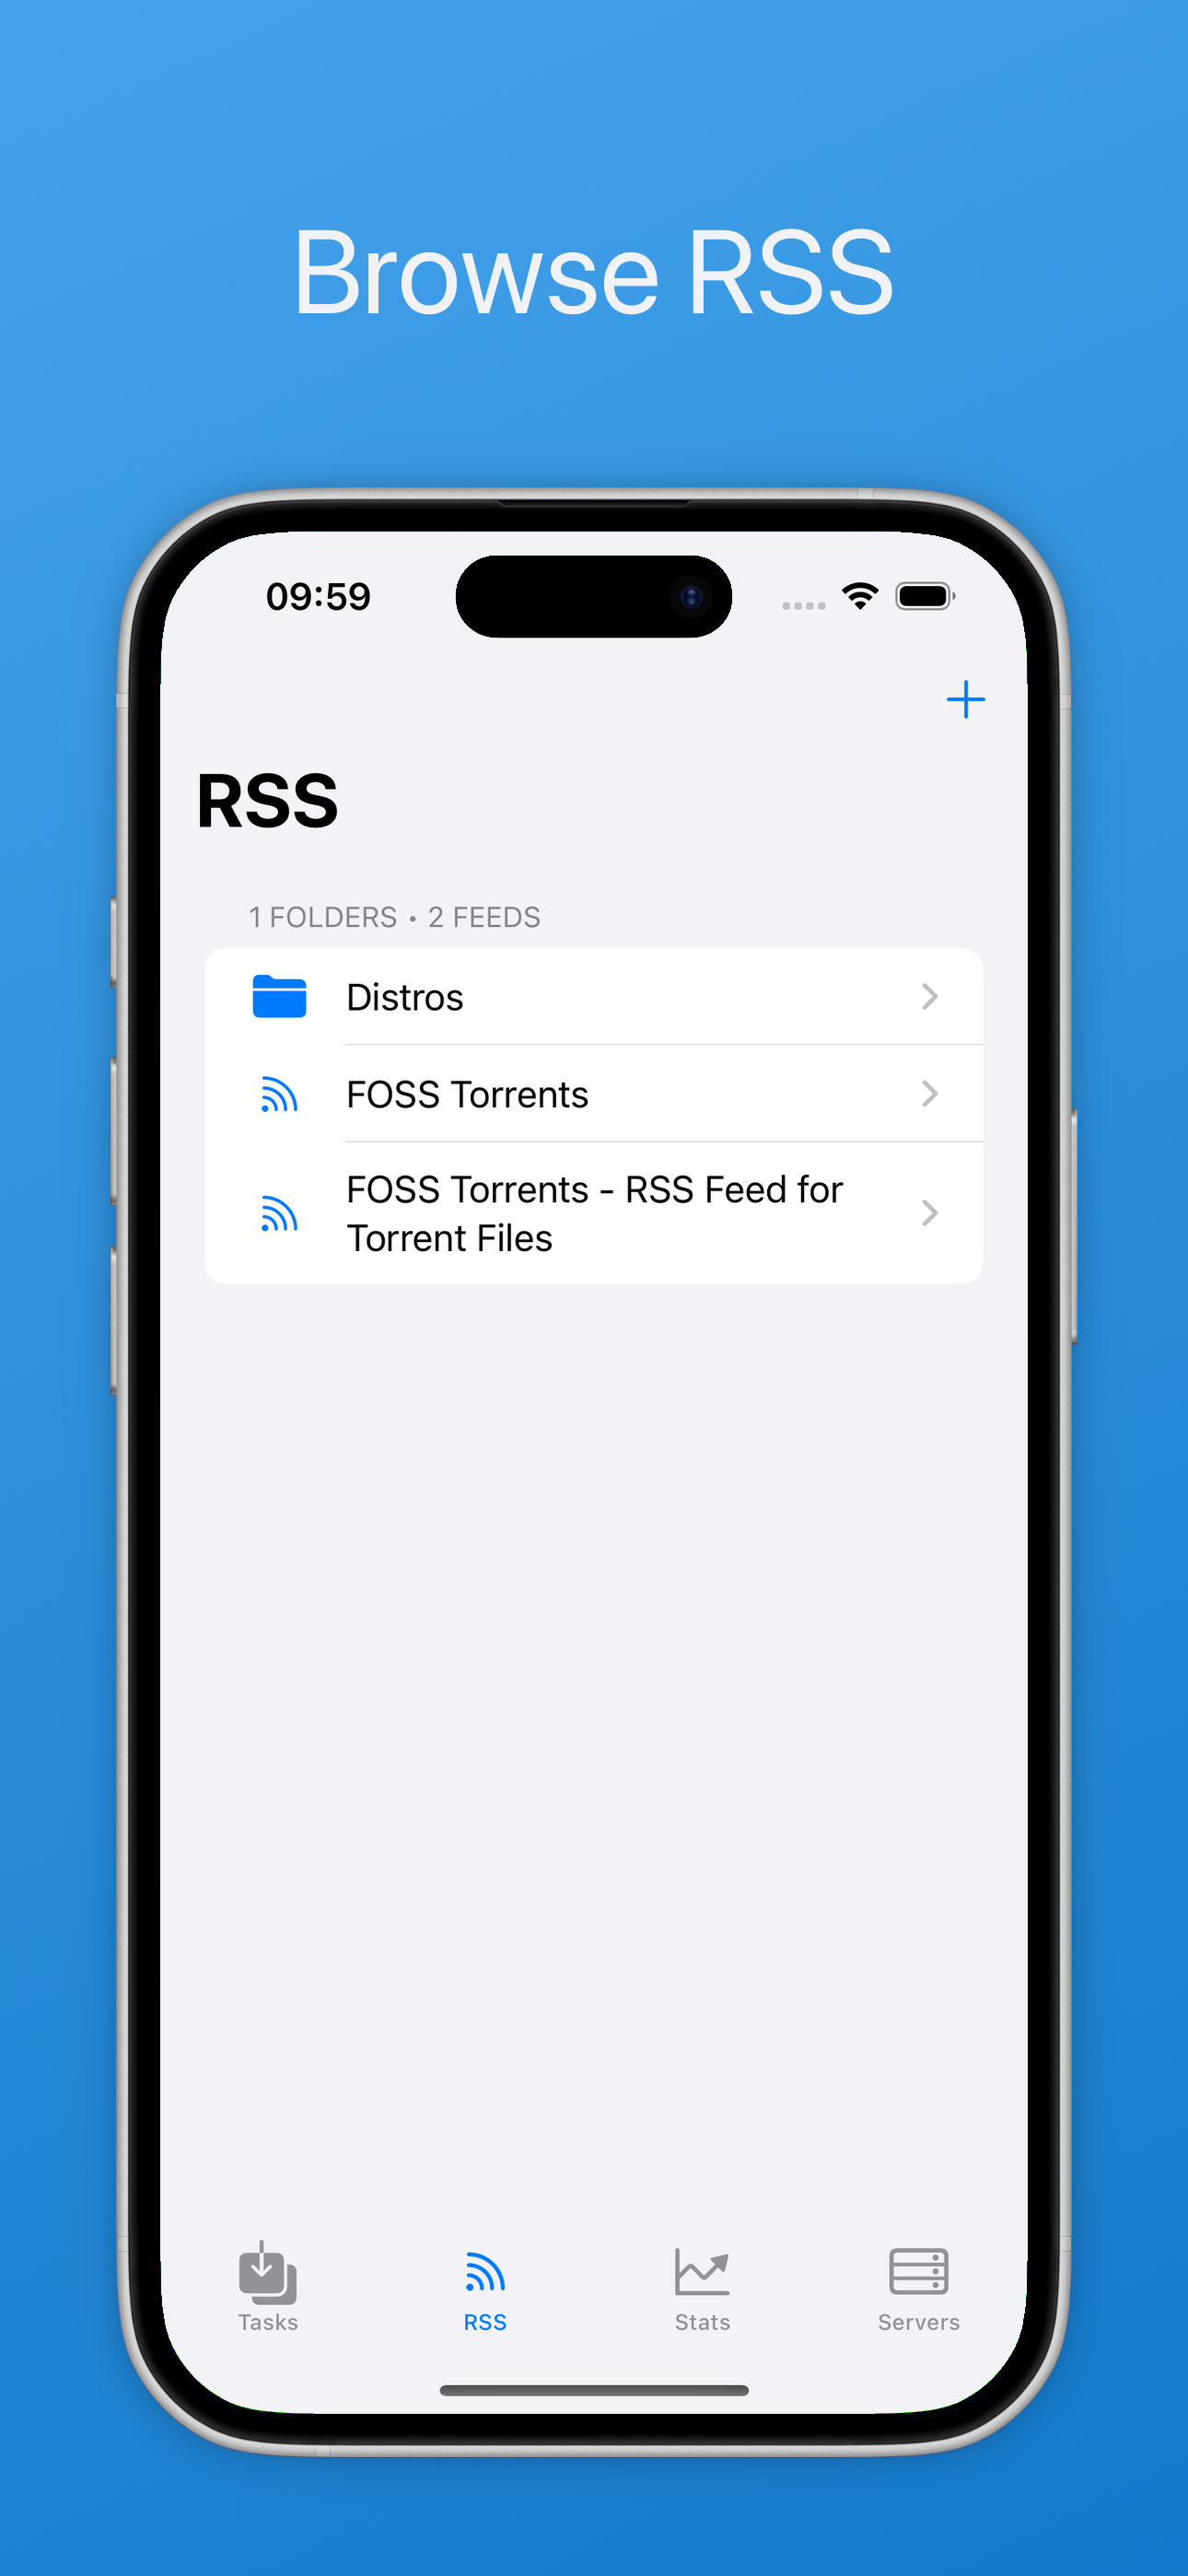 Browse RSS
09:59
RSS
1 FOLDERS • 2 FEEDS
Distros
FOSS Torrents
FOSS Torrents - RSS Feed for
Torrent Files
Tasks
RSS
Stats
Servers